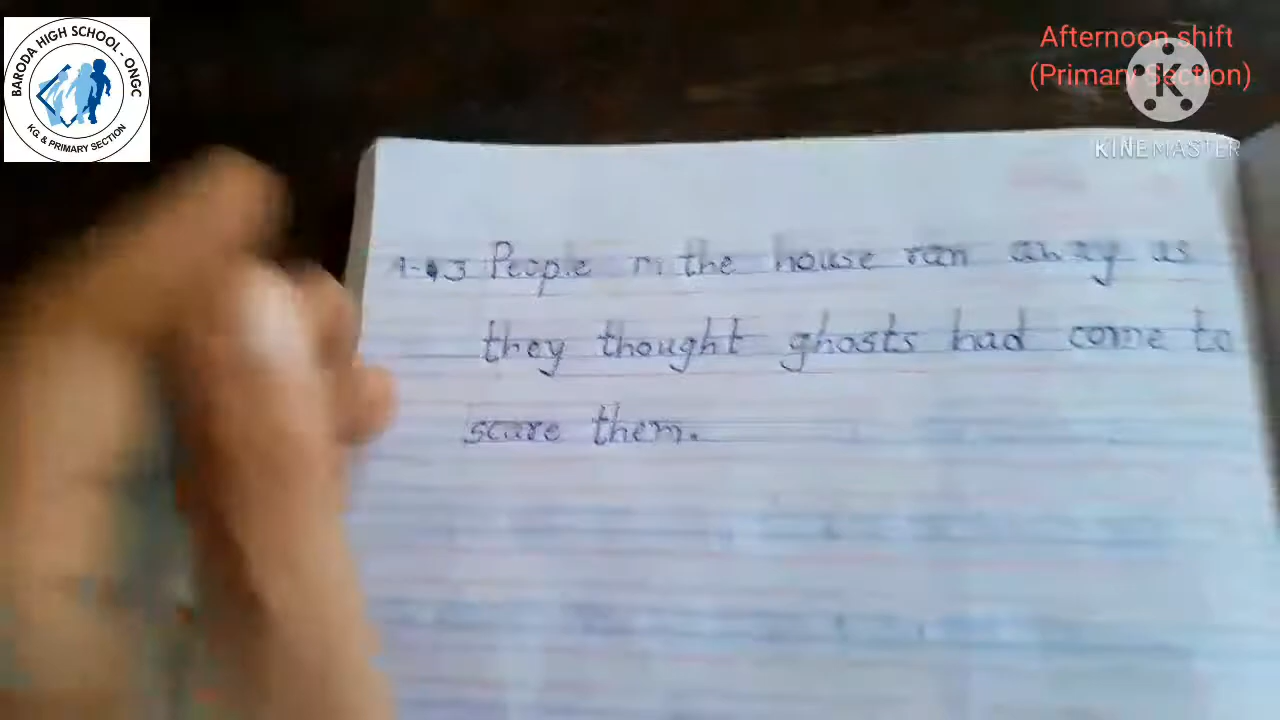 BARODA HIGH SCHOOL - ONGC
KG & PRIMARY SECTION
Afternoon shift
(Primary Section)
K
KINEMASTER
People in the house ran away as
they thought ghosts had come to
scare them.